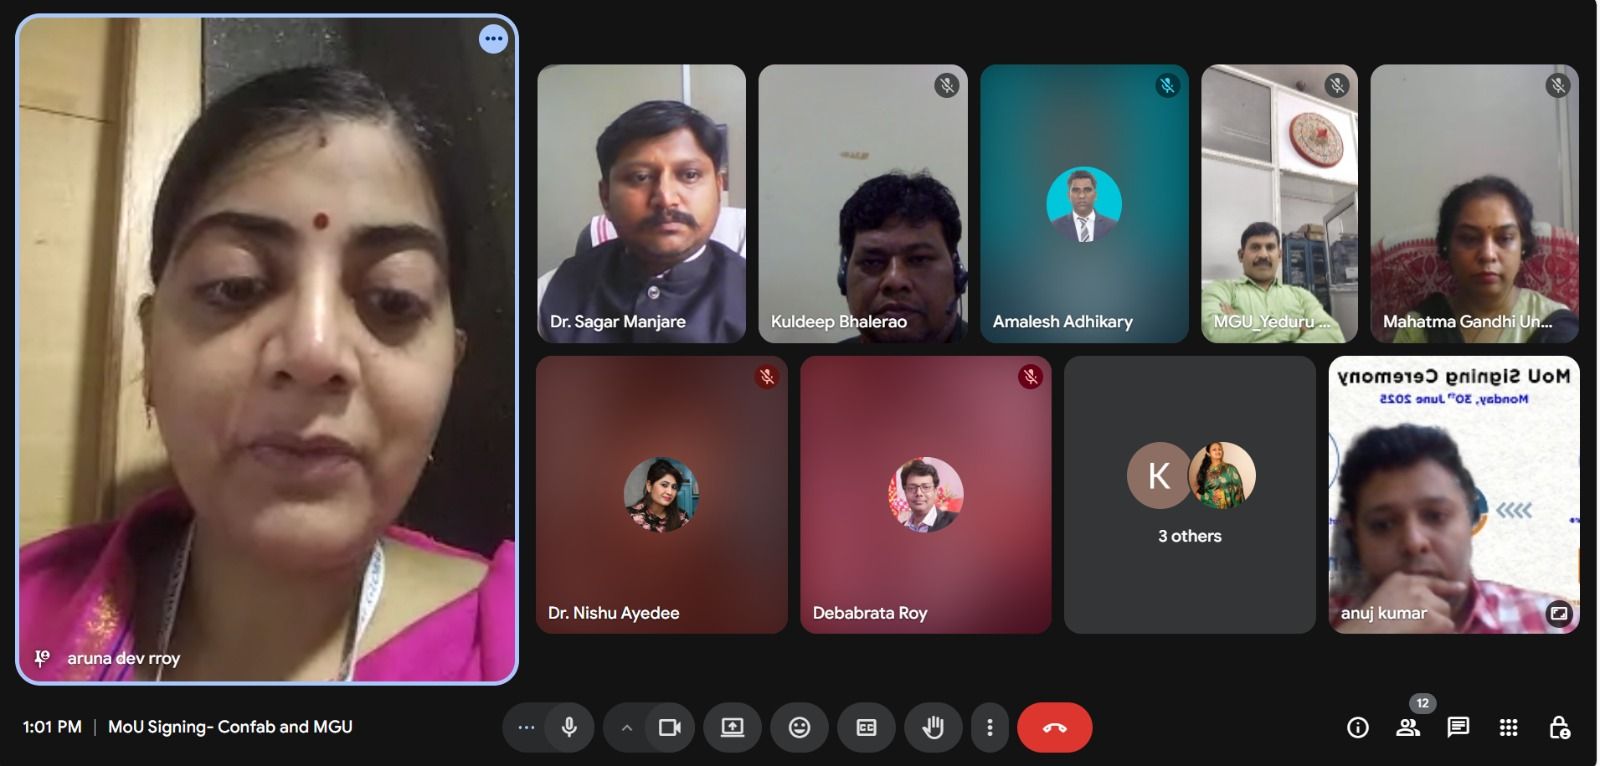 Dr. Sagar Manjare
Kuldeep Bhalerao
Amalesh Adhikary
MGU_Yeduru ...
Mahatma Gandhi Un...
MoU Signing Ceremony
Monday, 30th June 2025
Dr. Nishu Ayedee
Debabrata Roy
K
3 others
anuj kumar
aruna dev rroy
1:01 PM | MoU Signing- Confab and MGU
CC
12